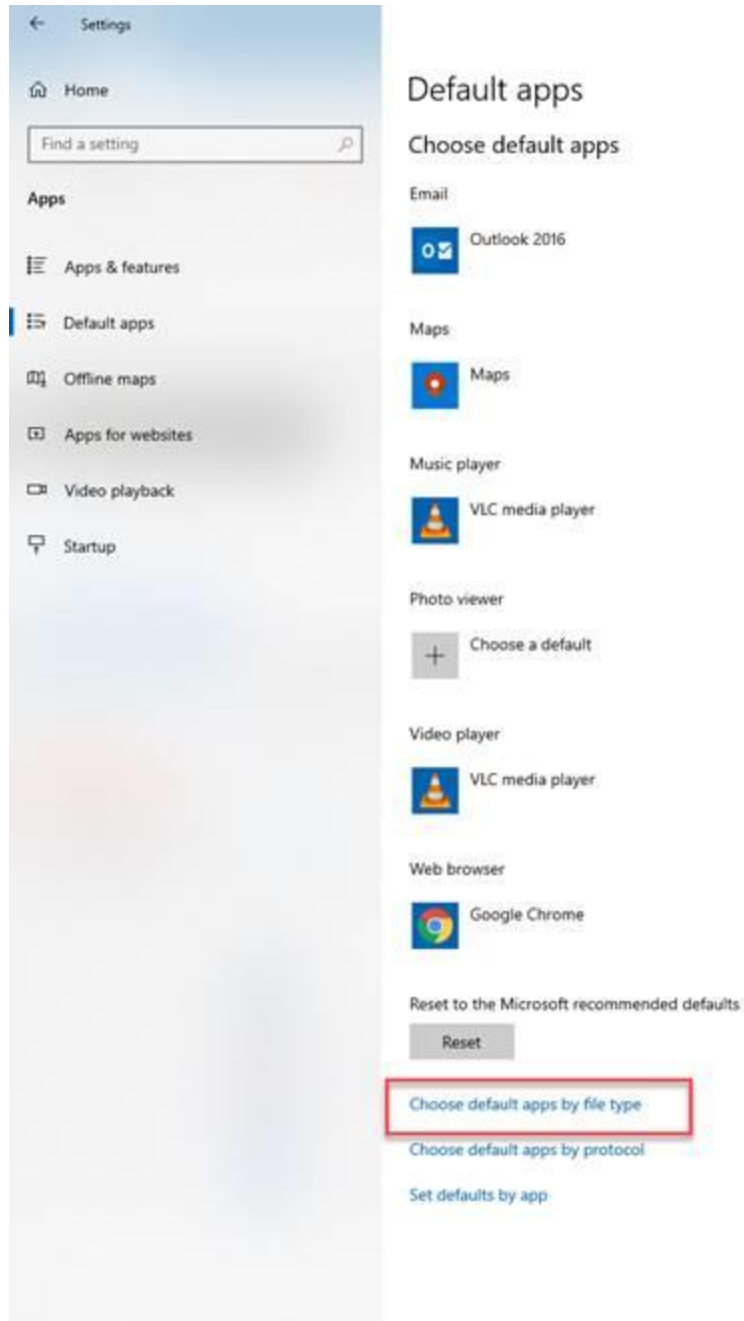 Settings
Home
Find a setting
Apps
Apps & features
Default apps
Offline maps
Apps for websites
Video playback
Startup
Default apps
Choose default apps
Email
Outlook 2016
Maps
Maps
Music player
VLC media player
Photo viewer
Choose a default
Video player
VLC media player
Web browser
Google Chrome
Reset to the Microsoft recommended defaults
Reset
Choose default apps by file type
Choose default apps by protocol
Set defaults by app